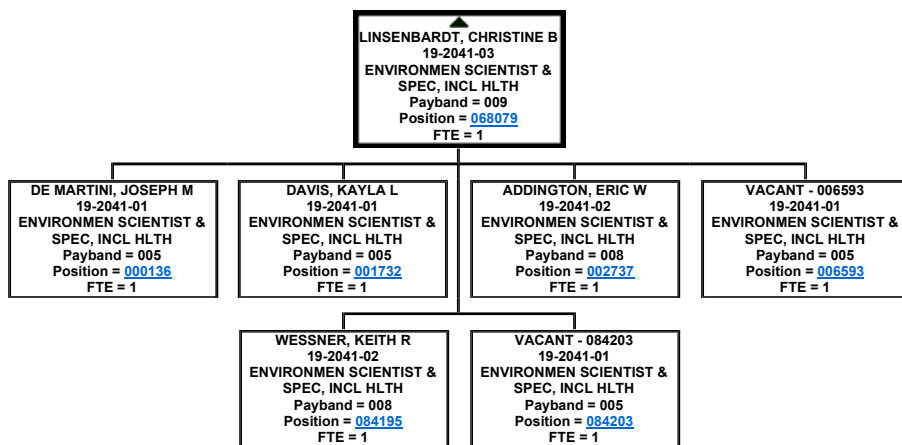 LINSENBARDT, CHRISTINE B
19-2041-03
ENVIRONMEN SCIENTIST &
SPEC, INCL HLTH
Payband = 009
Position = 068079
FTE = 1
DE MARTINI, JOSEPH M
19-2041-01
ENVIRONMEN SCIENTIST &
SPEC, INCL HLTH
Payband = 005
Position = 000136
FTE = 1
DAVIS, KAYLA L
19-2041-01
ENVIRONMEN SCIENTIST &
SPEC, INCL HLTH
Payband = 005
Position = 001732
FTE = 1
ADDINGTON, ERIC W
19-2041-02
ENVIRONMEN SCIENTIST &
SPEC, INCL HLTH
Payband = 008
Position = 002737
FTE = 1
VACANT - 006593
19-2041-01
ENVIRONMEN SCIENTIST &
SPEC, INCL HLTH
Payband = 005
Position = 006593
FTE = 1
WESSNER, KEITH R
19-2041-02
ENVIRONMEN SCIENTIST &
SPEC, INCL HLTH
Payband = 008
Position = 084195
FTE = 1
VACANT - 084203
19-2041-01
ENVIRONMEN SCIENTIST &
SPEC, INCL HLTH
Payband = 005
Position = 084203
FTE = 1